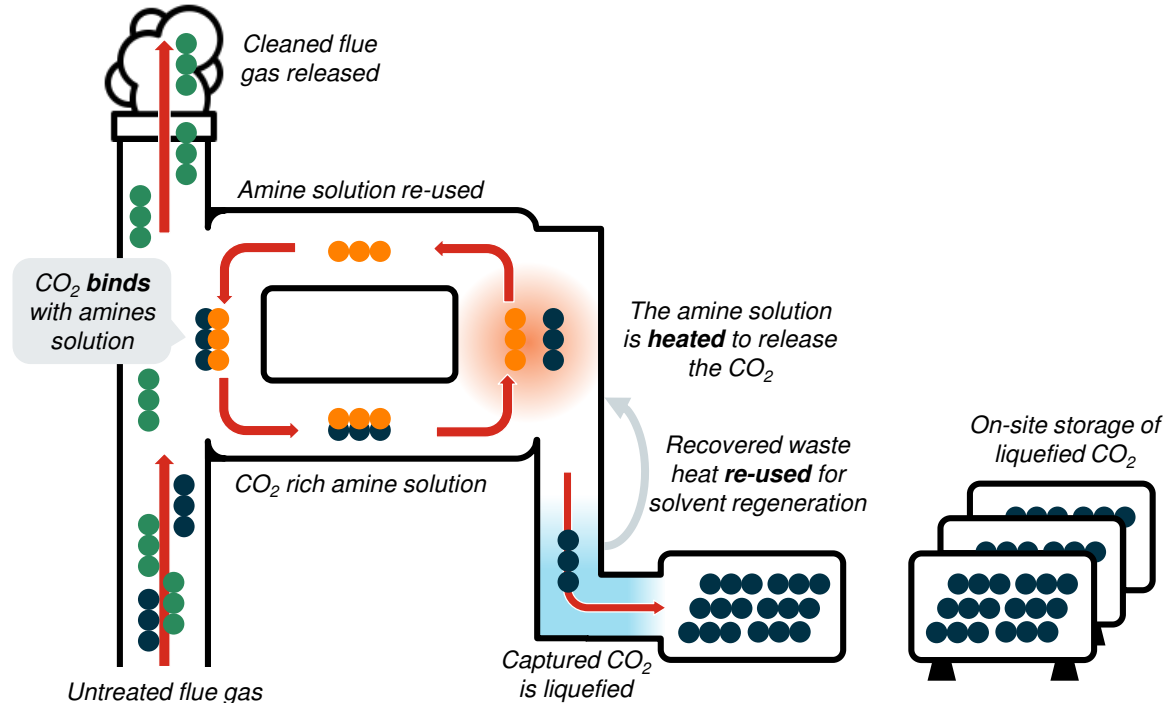 Cleaned flue
gas released
Amine solution re-used
CO₂ binds
with amines
solution
The amine solution
is heated to release
the CO₂
On-site storage of
liquefied CO₂
Recovered waste
heat re-used for
solvent regeneration
CO₂ rich amine solution
Captured CO₂
is liquefied
Untreated flue gas